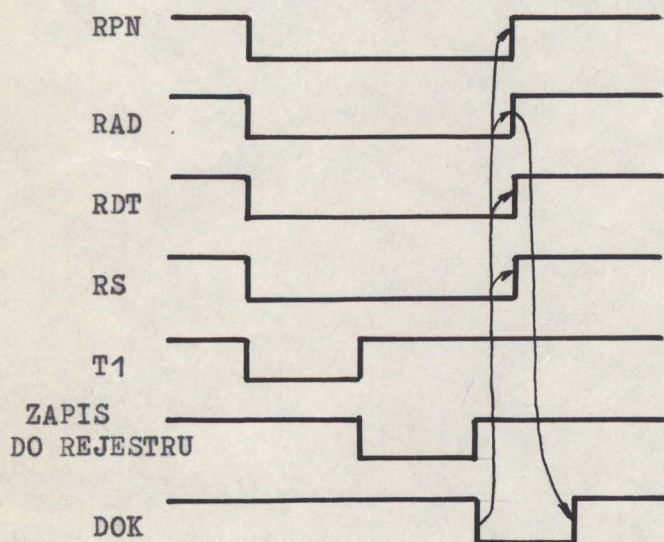 RPN
RAD
RDT
RS
T1
ZAPIS
DO REJESTRU
DOK